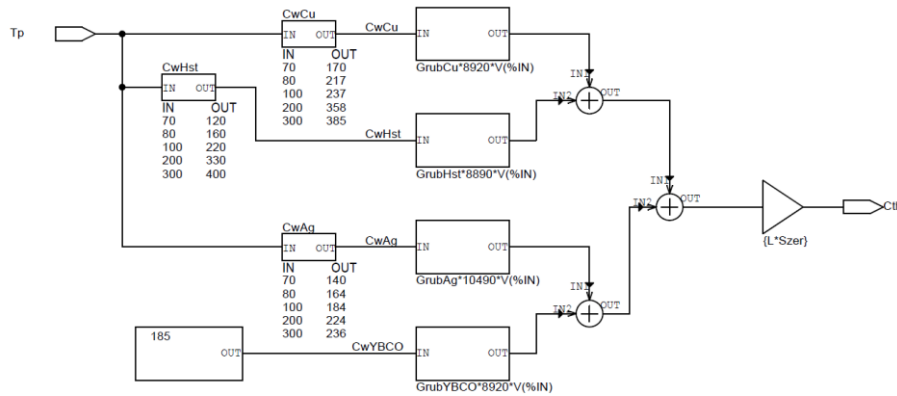 CwCu
Tp
IN OUT
CwCu
IN OUT
GrubCu*8920*V(%IN)
IN OUT
70 170
80 217
100 237
200 358
300 385
CwHst
IN OUT
IN OUT
70 120
80 160
100 220
200 330
300 400
CwHst
IN OUT
GrubHst*8890*V(%IN)
IN1
IN2
OUT
CwAg
IN OUT
CwAg
IN OUT
GrubAg*10490*V(%IN)
IN OUT
70 140
80 164
100 184
200 224
300 236
185
OUT
CwYBCO
IN OUT
GrubYBCO*8920*V(%IN)
IN1
IN2
OUT
IN1
IN2
OUT
{L*Szer}